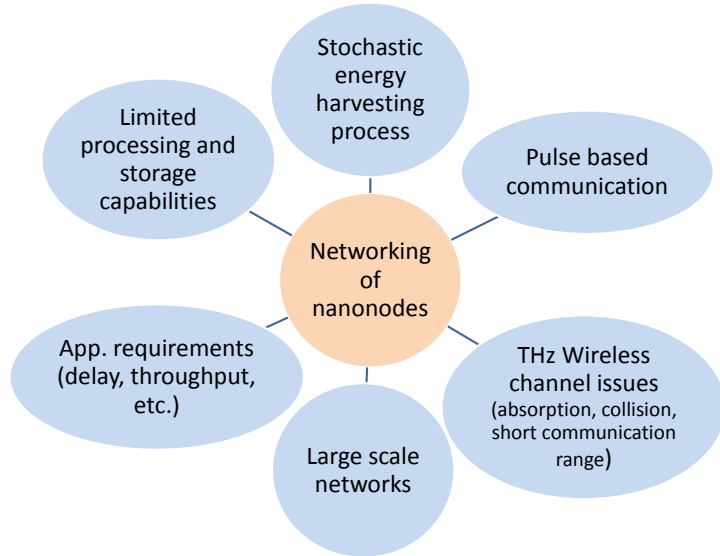 Stochastic
energy
harvesting
process
Limited
processing and
storage
capabilities
Pulse based
communication
Networking
of
nanonodes
App. requirements
(delay, throughput,
etc.)
THz Wireless
channel issues
(absorption, collision,
short communication
range)
Large scale
networks